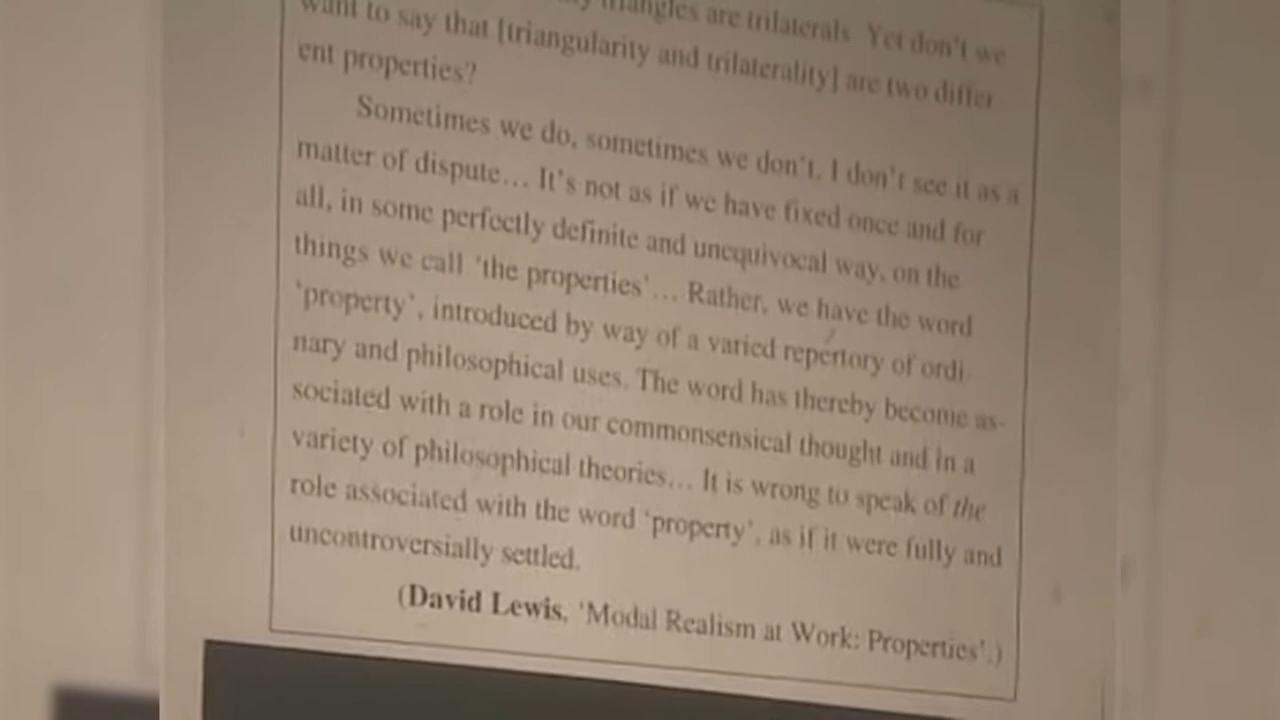 triangles are trilaterals. Yet don't we
want to say that [triangularity and trilaterality] are two differ
ent properties?
Sometimes we do, sometimes we don't. I don't see it as a
matter of dispute… It's not as if we have fixed once and for
all, in some perfectly definite and unequivocal way, on the
things we call 'the properties'… Rather, we have the word
'property', introduced by way of a varied repertory of ordi-
nary and philosophical uses. The word has thereby become as-
sociated with a role in our commonsensical thought and in a
variety of philosophical theories… It is wrong to speak of the
role associated with the word 'property', as if it were fully and
uncontroversially settled.
(David Lewis, 'Modal Realism at Work: Properties'.)